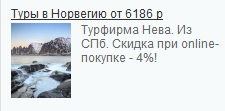 Туры в Норвегию от 6186 р
Турфирма Нева. Из
СПб. Скидка при online-
покупке - 4%!